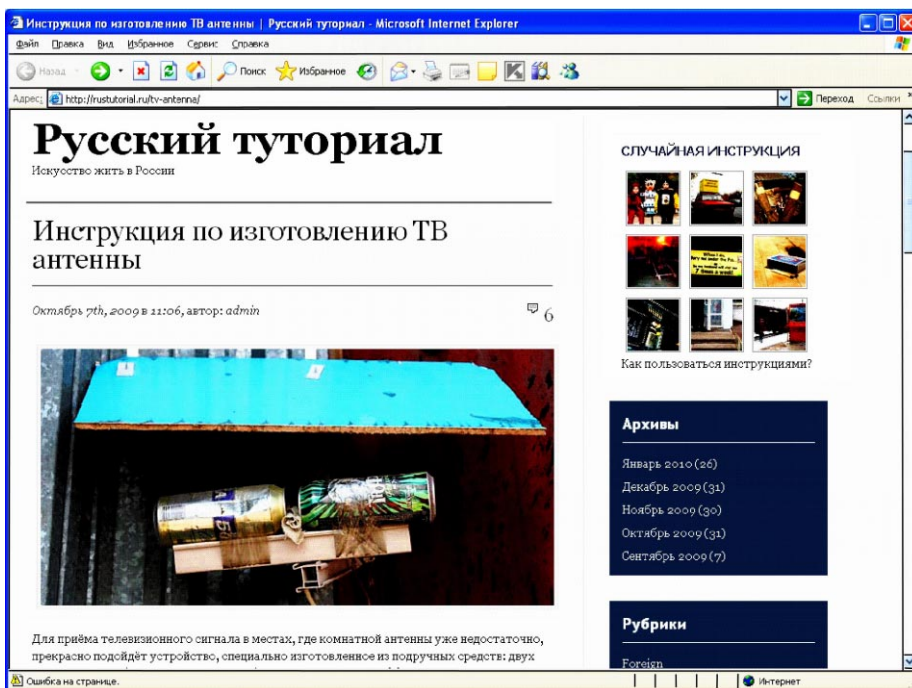 Инструкция по изготовлению ТВ антенны | Русский туториал - Microsoft Internet Explorer
Файл Правка Вид Избранное Сервис Справка
Назад Поиск Избранное
Адрес: http://rustutorial.ru/tv-antenna/ Переход Ссылки »
Русский туториал
Искусство жить в России
Инструкция по изготовлению ТВ
антенны
Октябрь 7th, 2009 в 11:06, автор: admin
6
Для приёма телевизионного сигнала в местах, где комнатной антенны уже недостаточно,
прекрасно подойдёт устройство, специально изготовленное из подручных средств: двух
СЛУЧАЙНАЯ ИНСТРУКЦИЯ
7 times a week!
Как пользоваться инструкциями?
Архивы
Январь 2010 (26)
Декабрь 2009 (31)
Ноябрь 2009 (30)
Октябрь 2009 (31)
Сентябрь 2009 (7)
Рубрики
Foreign
Ошибка на странице. Интернет